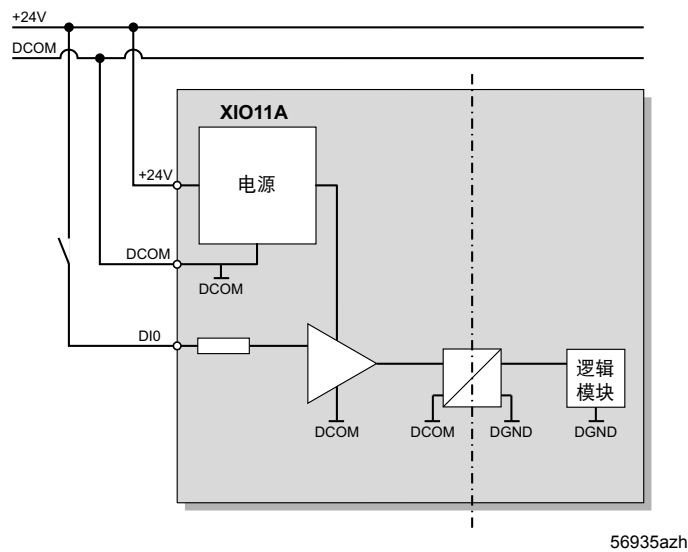 +24V
DCOM
XIO11A
+24V
电源
DCOM
DCOM
DI0
逻辑
模块
DCOM
DCOM
DGND
DGND
56935azh